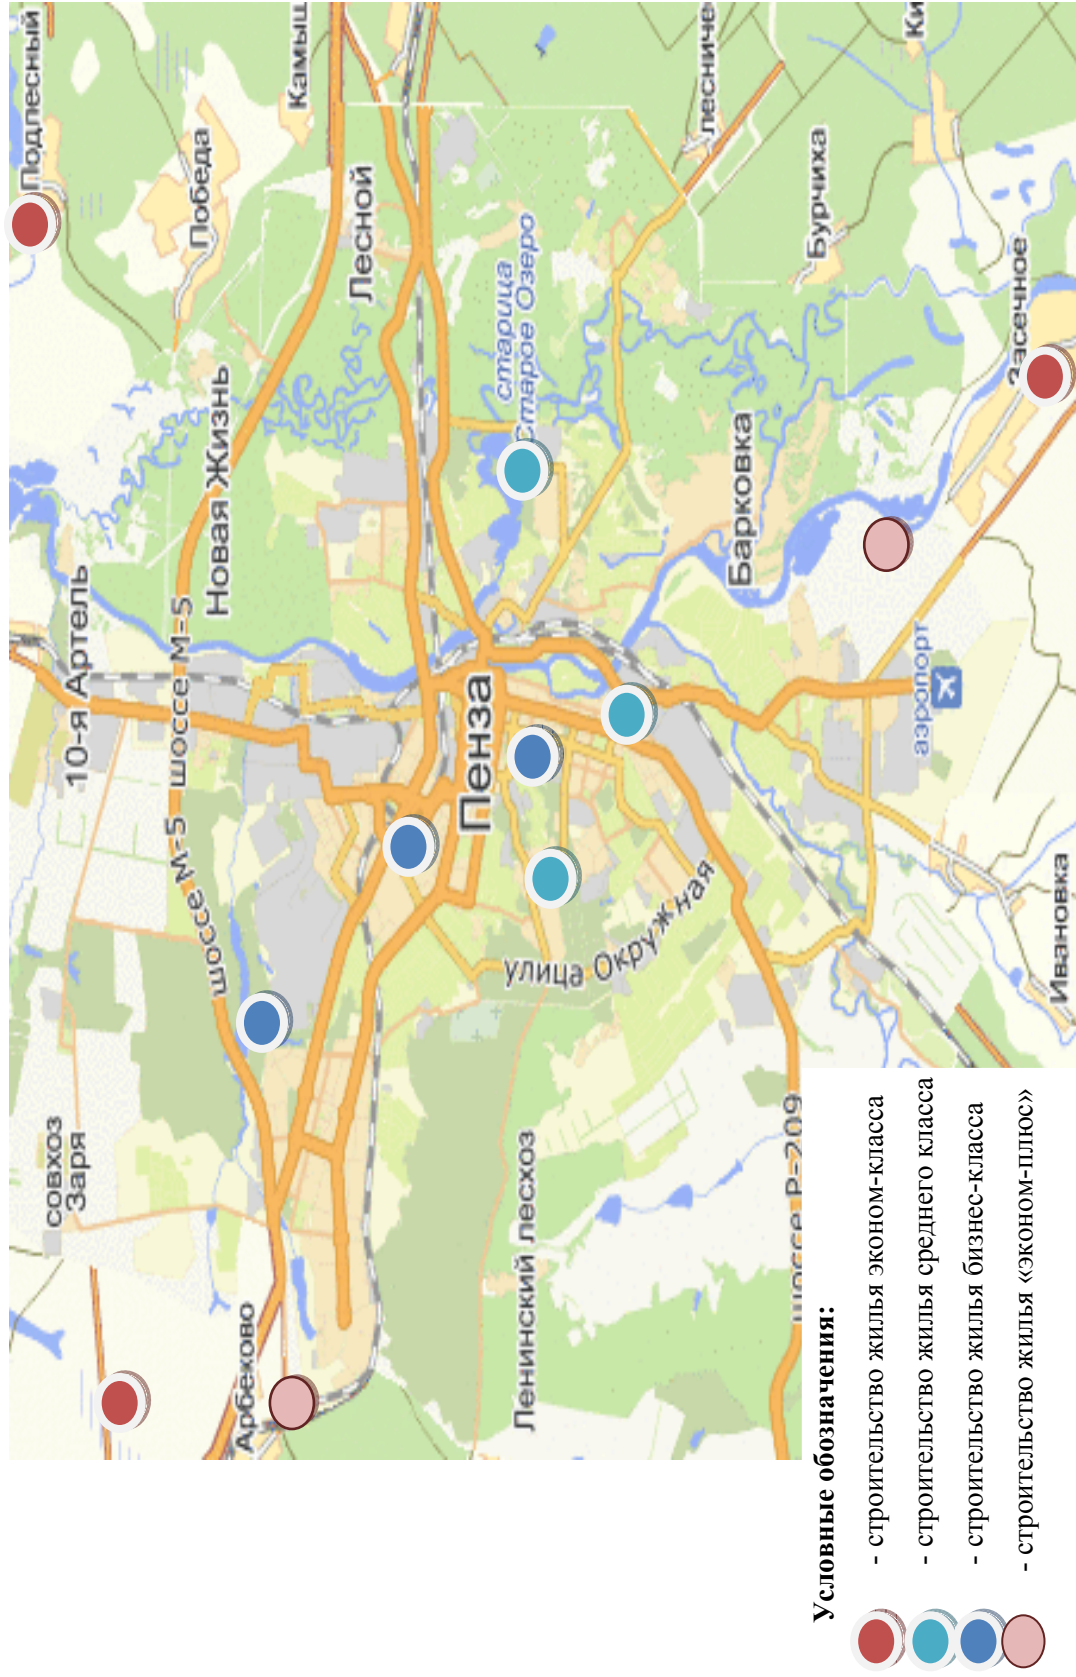 Подлесный
совхоз
Заря
10-я Артель
шоссе М-5
шоссе М-5
Победа
Новая Жизнь
Арбеково
Камыш
Лесной
Пенза
старица
Старое Озеро
Ленинский лесхоз
улица Окружная
лесничес
Барковка
шоссе Р-209
Бурчиха
Ки
аэропорт
Засечное
Ивановка
Условные обозначения:
- строительство жилья эконом-класса
- строительство жилья среднего класса
- строительство жилья бизнес-класса
- строительство жилья «эконом-плюс»